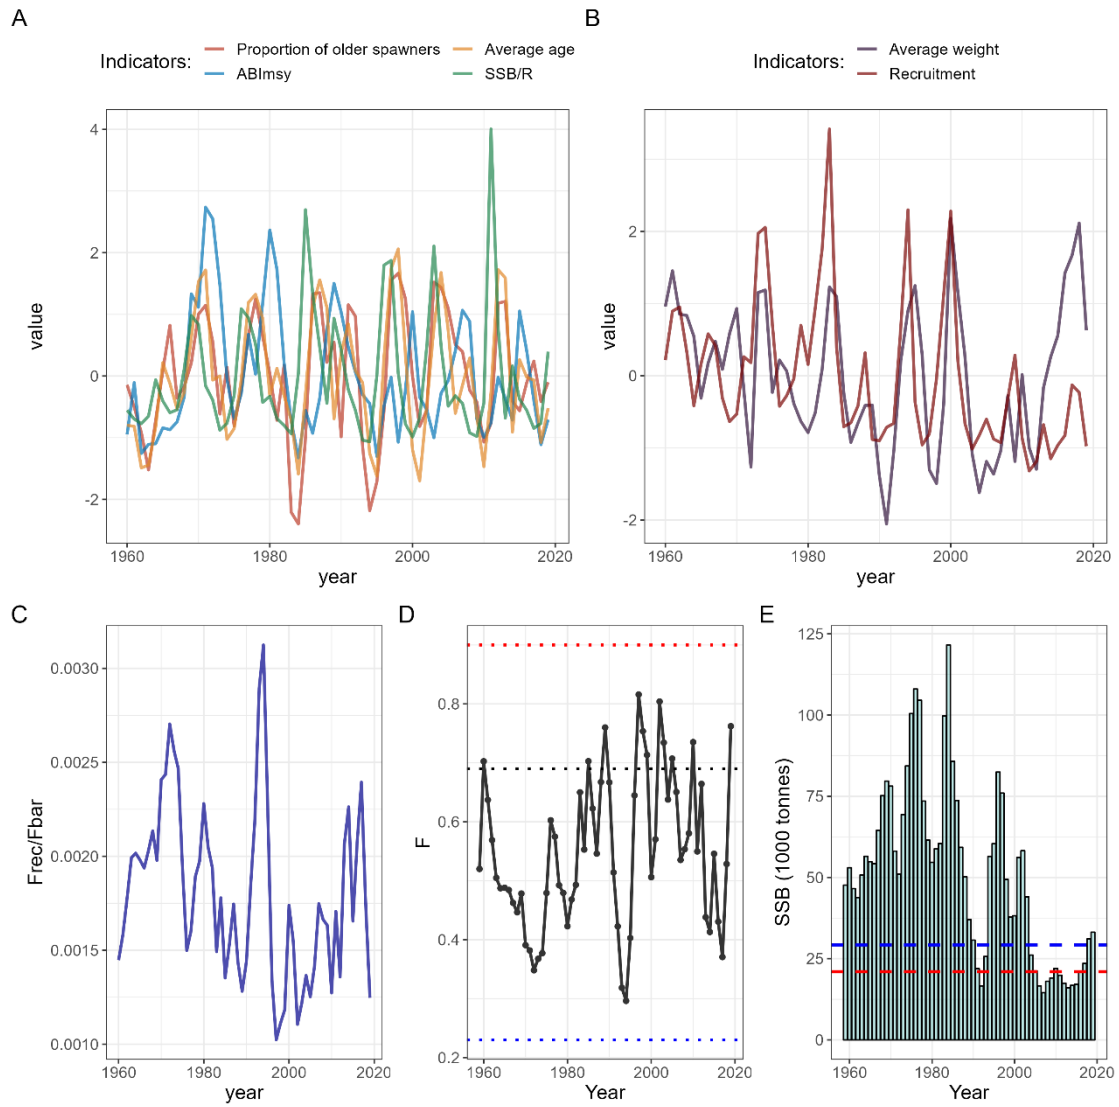 A
Indicators:
Proportion of older spawners
Average age
ABImsy
SSB/R
value
4
2
0
-2
1960
1980
2000
2020
year
B
Indicators:
Average weight
Recruitment
value
2
0
-2
1960
1980
2000
2020
year
C
Frec/Fbar
0.0030
0.0025
0.0020
0.0015
0.0010
1960
1980
2000
2020
year
D
F
0.8
0.6
0.4
0.2
1960
1980
2000
2020
Year
E
SSB (1000 tonnes)
125
100
75
50
25
0
1960
1980
2000
2020
Year